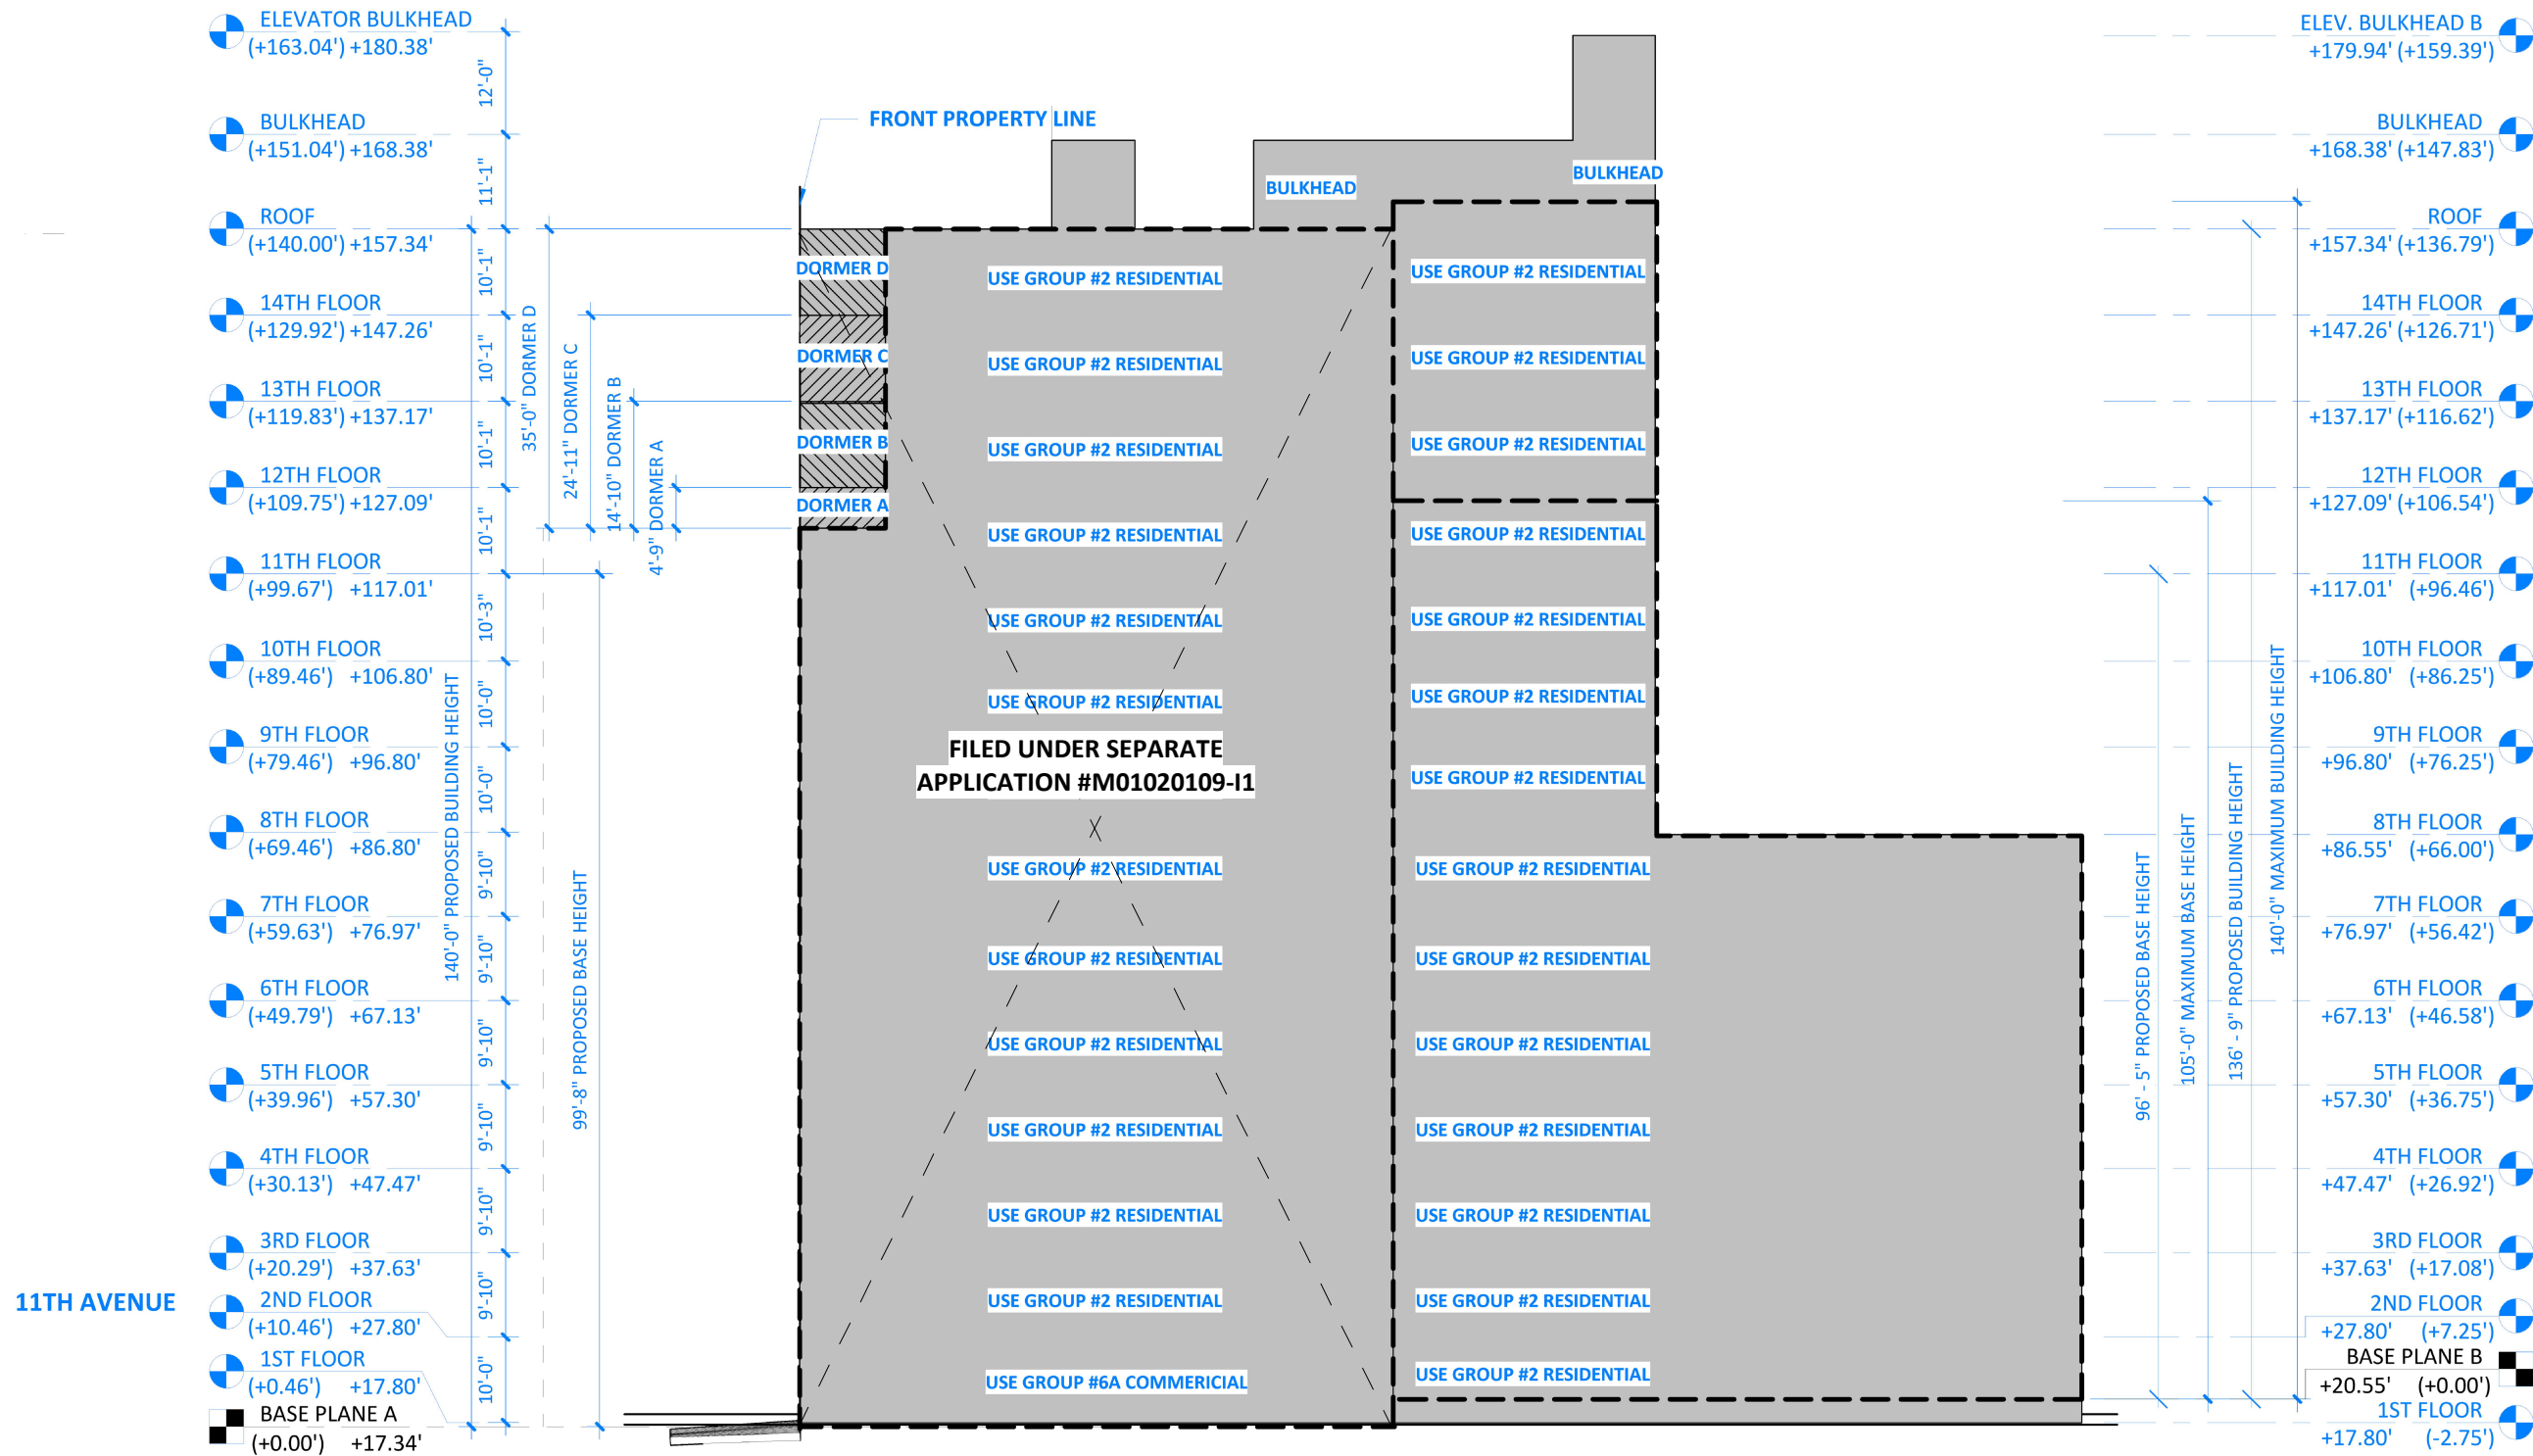 ELEVATOR BULKHEAD
(+163.04') +180.38'
BULKHEAD
(+151.04') +168.38'
ROOF
(+140.00') +157.34'
14TH FLOOR
(+129.92') +147.26'
13TH FLOOR
(+119.83') +137.17'
12TH FLOOR
(+109.75') +127.09'
11TH FLOOR
(+99.67') +117.01'
10TH FLOOR
(+89.46') +106.80'
9TH FLOOR
(+79.46') +96.80'
8TH FLOOR
(+69.46') +86.80'
7TH FLOOR
(+59.63') +76.97'
6TH FLOOR
(+49.79') +67.13'
5TH FLOOR
(+39.96') +57.30'
4TH FLOOR
(+30.13') +47.47'
3RD FLOOR
(+20.29') +37.63'
11TH AVENUE
2ND FLOOR
(+10.46') +27.80'
1ST FLOOR
(+0.46') +17.80'
BASE PLANE A
(+0.00') +17.34'
12'-0"
11'-1"
10'-1"
10'-1"
10'-1"
10'-1"
10'-3"
10'-0"
10'-0"
9'-10"
9'-10"
9'-10"
9'-10"
9'-10"
9'-10"
10'-0"
140'-0" PROPOSED BUILDING HEIGHT
35'-0" DORMER D
24'-11" DORMER C
14'-10" DORMER B
4'-9" DORMER A
99'-8" PROPOSED BASE HEIGHT
FRONT PROPERTY LINE
BULKHEAD
BULKHEAD
DORMER D
DORMER C
DORMER B
DORMER A
USE GROUP #2 RESIDENTIAL
USE GROUP #2 RESIDENTIAL
USE GROUP #2 RESIDENTIAL
USE GROUP #2 RESIDENTIAL
USE GROUP #2 RESIDENTIAL
USE GROUP #2 RESIDENTIAL
FILED UNDER SEPARATE
APPLICATION #M01020109-I1
USE GROUP #2 RESIDENTIAL
USE GROUP #2 RESIDENTIAL
USE GROUP #2 RESIDENTIAL
USE GROUP #2 RESIDENTIAL
USE GROUP #2 RESIDENTIAL
USE GROUP #2 RESIDENTIAL
USE GROUP #6A COMMERICIAL
USE GROUP #2 RESIDENTIAL
USE GROUP #2 RESIDENTIAL
USE GROUP #2 RESIDENTIAL
USE GROUP #2 RESIDENTIAL
USE GROUP #2 RESIDENTIAL
USE GROUP #2 RESIDENTIAL
USE GROUP #2 RESIDENTIAL
USE GROUP #2 RESIDENTIAL
USE GROUP #2 RESIDENTIAL
USE GROUP #2 RESIDENTIAL
USE GROUP #2 RESIDENTIAL
USE GROUP #2 RESIDENTIAL
USE GROUP #2 RESIDENTIAL
USE GROUP #2 RESIDENTIAL
96' - 5" PROPOSED BASE HEIGHT
105'-0" MAXIMUM BASE HEIGHT
136' - 9" PROPOSED BUILDING HEIGHT
140'-0" MAXIMUM BUILDING HEIGHT
ELEV. BULKHEAD B
+179.94' (+159.39')
BULKHEAD
+168.38' (+147.83')
ROOF
+157.34' (+136.79')
14TH FLOOR
+147.26' (+126.71')
13TH FLOOR
+137.17' (+116.62')
12TH FLOOR
+127.09' (+106.54')
11TH FLOOR
+117.01' (+96.46')
10TH FLOOR
+106.80' (+86.25')
9TH FLOOR
+96.80' (+76.25')
8TH FLOOR
+86.55' (+66.00')
7TH FLOOR
+76.97' (+56.42')
6TH FLOOR
+67.13' (+46.58')
5TH FLOOR
+57.30' (+36.75')
4TH FLOOR
+47.47' (+26.92')
3RD FLOOR
+37.63' (+17.08')
2ND FLOOR
+27.80' (+7.25')
BASE PLANE B
+20.55' (+0.00')
1ST FLOOR
+17.80' (-2.75')